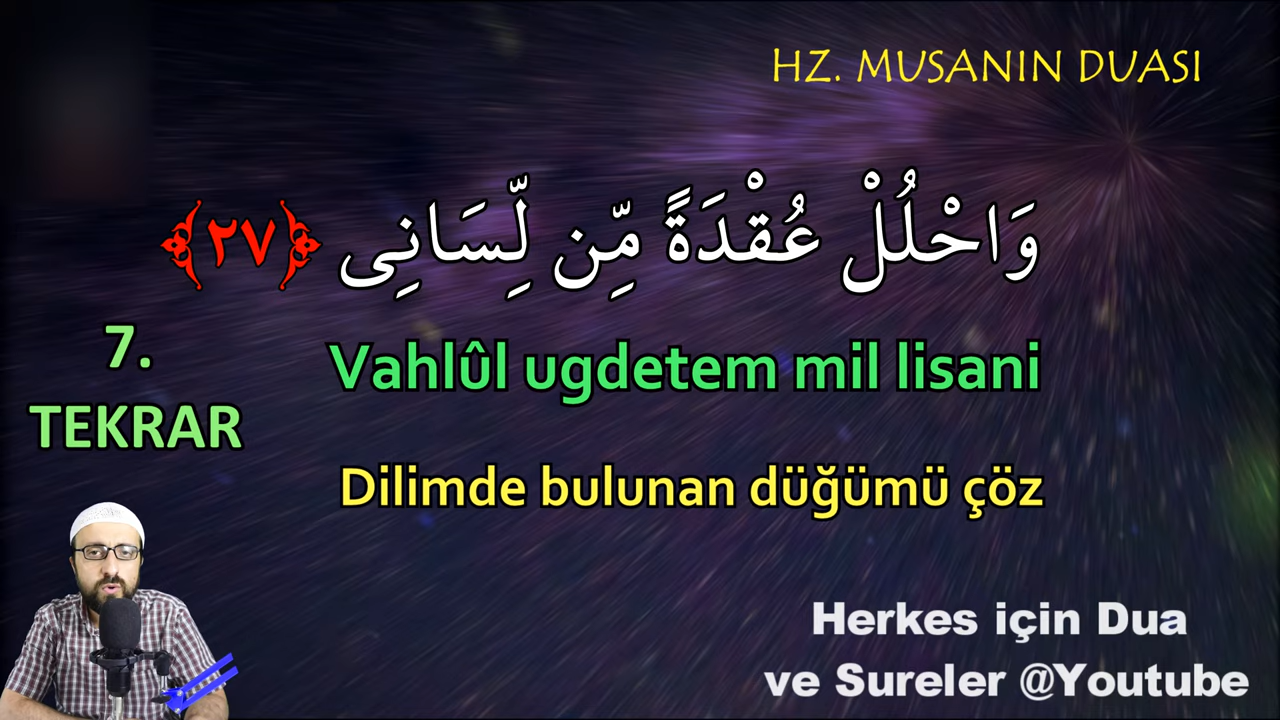 HZ. MUSANIN DUASI
وَاحْلُلْ عُقْدَةً مِّن لِّسَانِى ﴿٢٧﴾
7.
TEKRAR
Vahlûl ugdetem mil lisani
Dilimde bulunan düğümü çöz
Herkes için Dua
ve Sureler @Youtube